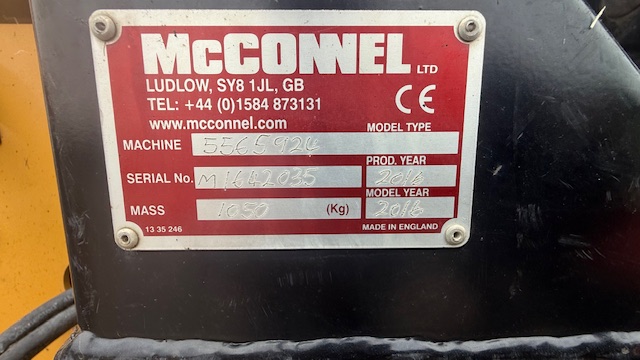 McCONNEL LTD
LUDLOW, SY8 1JL, GB
TEL: +44 (0)1584 873131
www.mcconnel.com
CE
MODEL TYPE
MACHINE 5565924
PROD. YEAR
SERIAL No. M1642035 2016
MODEL YEAR
MASS 1050 (Kg) 2016
13 35 246 MADE IN ENGLAND